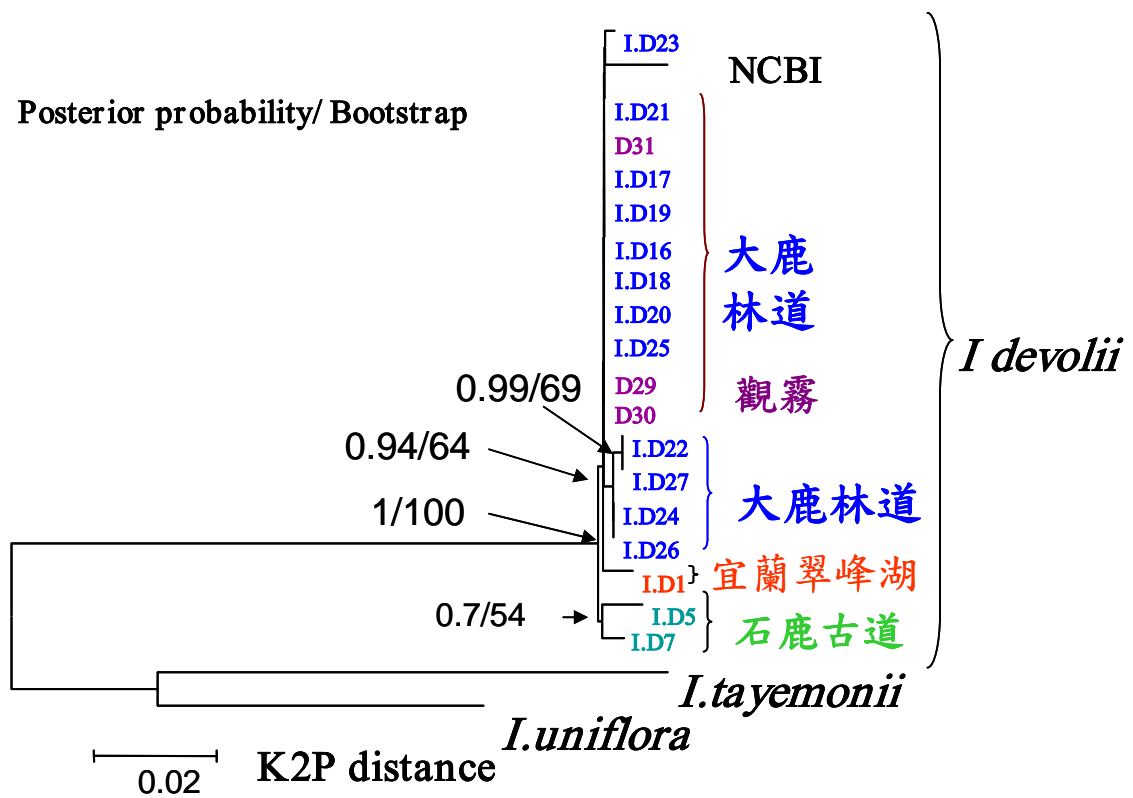 I.D23
NCBI
Posterior probability/ Bootstrap
I.D21
D31
I.D17
I.D19
I.D16
I.D18
I.D20
I.D25
D29
D30
大鹿
林道
觀霧
I devolii
0.99/69
0.94/64
1/100
I.D22
I.D27
I.D24
I.D26
大鹿林道
I.D1
宜蘭翠峰湖
0.7/54
I.D5
I.D7
石鹿古道
I.tayemonii
I.uniflora
0.02
K2P distance